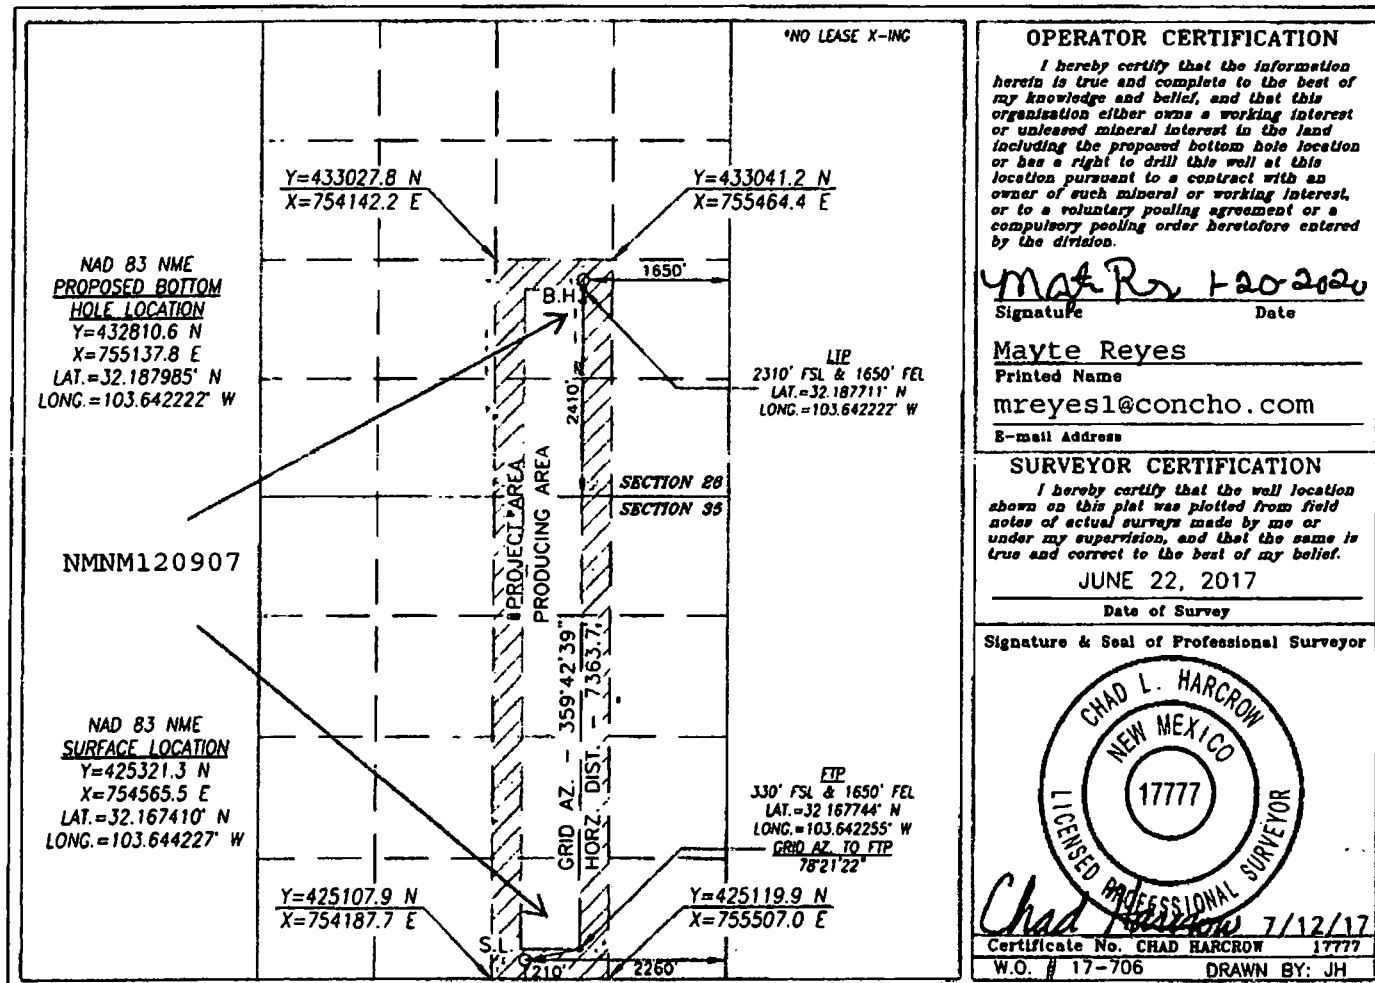 *NO LEASE X-ING
Y=433027.8 N
X=754142.2 E
Y=433041.2 N
X=755464.4 E
NAD 83 NME
PROPOSED BOTTOM
HOLE LOCATION
Y=432810.6 N
X=755137.8 E
LAT.=32.187985° N
LONG.=103.642222° W
1650'
B.H.
LTP
2310' FSL & 1650' FEL
LAT.=32.187711° N
LONG.=103.642222° W
2410'
SECTION 26
SECTION 35
PROJECT AREA
PRODUCING AREA
NMNM120907
GRID AZ. - 359°42'39"
HORZ. DIST. - 7363.7'
NAD 83 NME
SURFACE LOCATION
Y=425321.3 N
X=754565.5 E
LAT.=32.167410° N
LONG.=103.644227° W
FTP
330' FSL & 1650' FEL
LAT.=32.167744° N
LONG.=103.642255° W
GRID AZ. TO FTP
78°21'22"
Y=425107.9 N
X=754187.7 E
Y=425119.9 N
X=755507.0 E
S.L.
210'
2260'
OPERATOR CERTIFICATION
I hereby certify that the information
herein is true and complete to the best of
my knowledge and belief, and that this
organization either owns a working interest
or unleased mineral interest in the land
including the proposed bottom hole location
or has a right to drill this well at this
location pursuant to a contract with an
owner of such mineral or working interest,
or to a voluntary pooling agreement or a
compulsory pooling order heretofore entered
by the division.
1-20-2020
Signature Date
Mayte Reyes
Printed Name
mreyes1@concho.com
E-mail Address
SURVEYOR CERTIFICATION
I hereby certify that the well location
shown on this plat was plotted from field
notes of actual surveys made by me or
under my supervision, and that the same is
true and correct to the best of my belief.
JUNE 22, 2017
Date of Survey
Signature & Seal of Professional Surveyor
CHAD L. HARCROW
NEW MEXICO
17777
LICENSED PROFESSIONAL SURVEYOR
Chad Harcrow 7/12/17
Certificate No. CHAD HARCROW 17777
W.O. # 17-706 DRAWN BY: JH